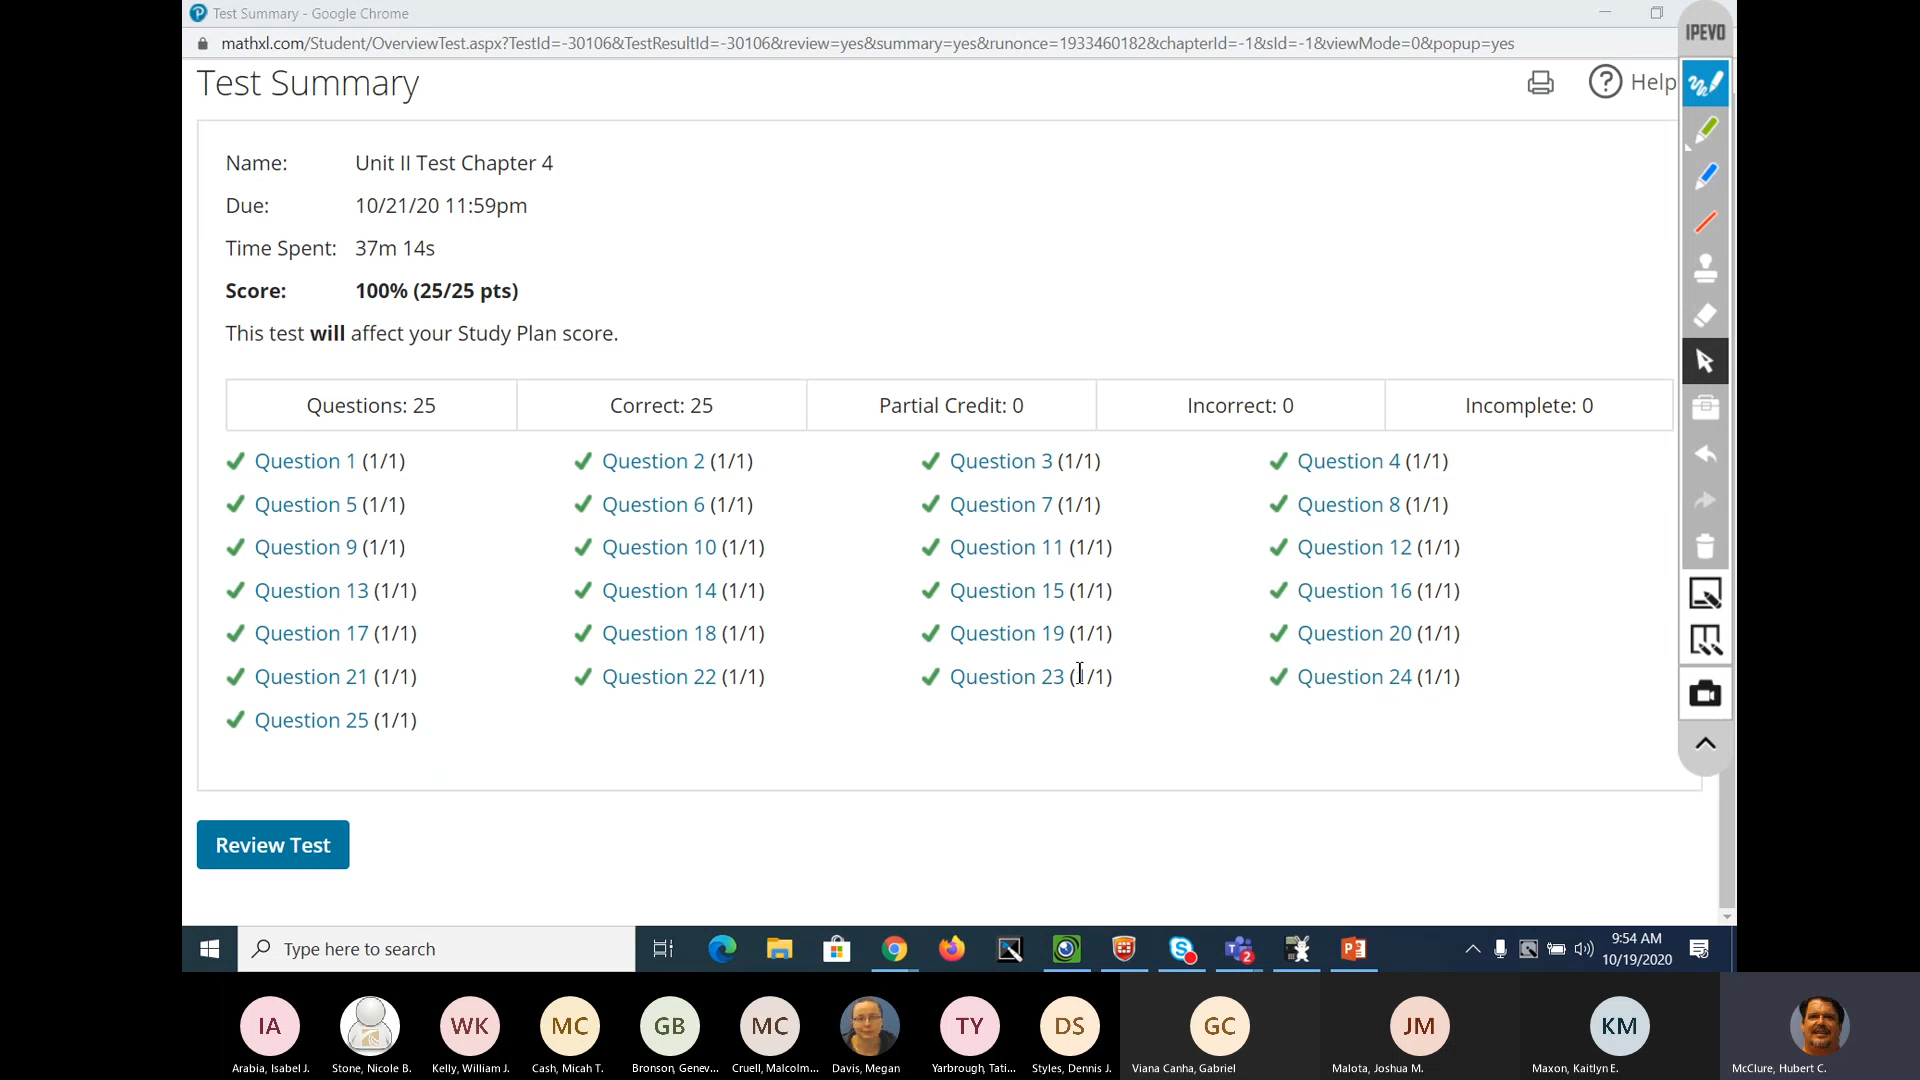 Test Summary - Google Chrome
mathxl.com/Student/OverviewTest.aspx?TestId=-30106&TestResultId=-30106&review=yes&summary=yes&runonce=1933460182&chapterId=-1&sId=-1&viewMode=0&popup=yes
IPEVO
Test Summary
Help
Name: Unit II Test Chapter 4
Due: 10/21/20 11:59pm
Time Spent: 37m 14s
Score: 100% (25/25 pts)
This test will affect your Study Plan score.
Questions: 25 Correct: 25 Partial Credit: 0 Incorrect: 0 Incomplete: 0
Question 1 (1/1) Question 2 (1/1) Question 3 (1/1) Question 4 (1/1)
Question 5 (1/1) Question 6 (1/1) Question 7 (1/1) Question 8 (1/1)
Question 9 (1/1) Question 10 (1/1) Question 11 (1/1) Question 12 (1/1)
Question 13 (1/1) Question 14 (1/1) Question 15 (1/1) Question 16 (1/1)
Question 17 (1/1) Question 18 (1/1) Question 19 (1/1) Question 20 (1/1)
Question 21 (1/1) Question 22 (1/1) Question 23 (1/1) Question 24 (1/1)
Question 25 (1/1)
Review Test
Type here to search
2
9:54 AM
10/19/2020
IA WK MC GB MC TY DS GC JM KM
Arabia, Isabel J. Stone, Nicole B. Kelly, William J. Cash, Micah T. Bronson, Genev... Cruell, Malcolm... Davis, Megan Yarbrough, Tati... Styles, Dennis J. Viana Canha, Gabriel Malota, Joshua M. Maxon, Kaitlyn E. McClure, Hubert C.